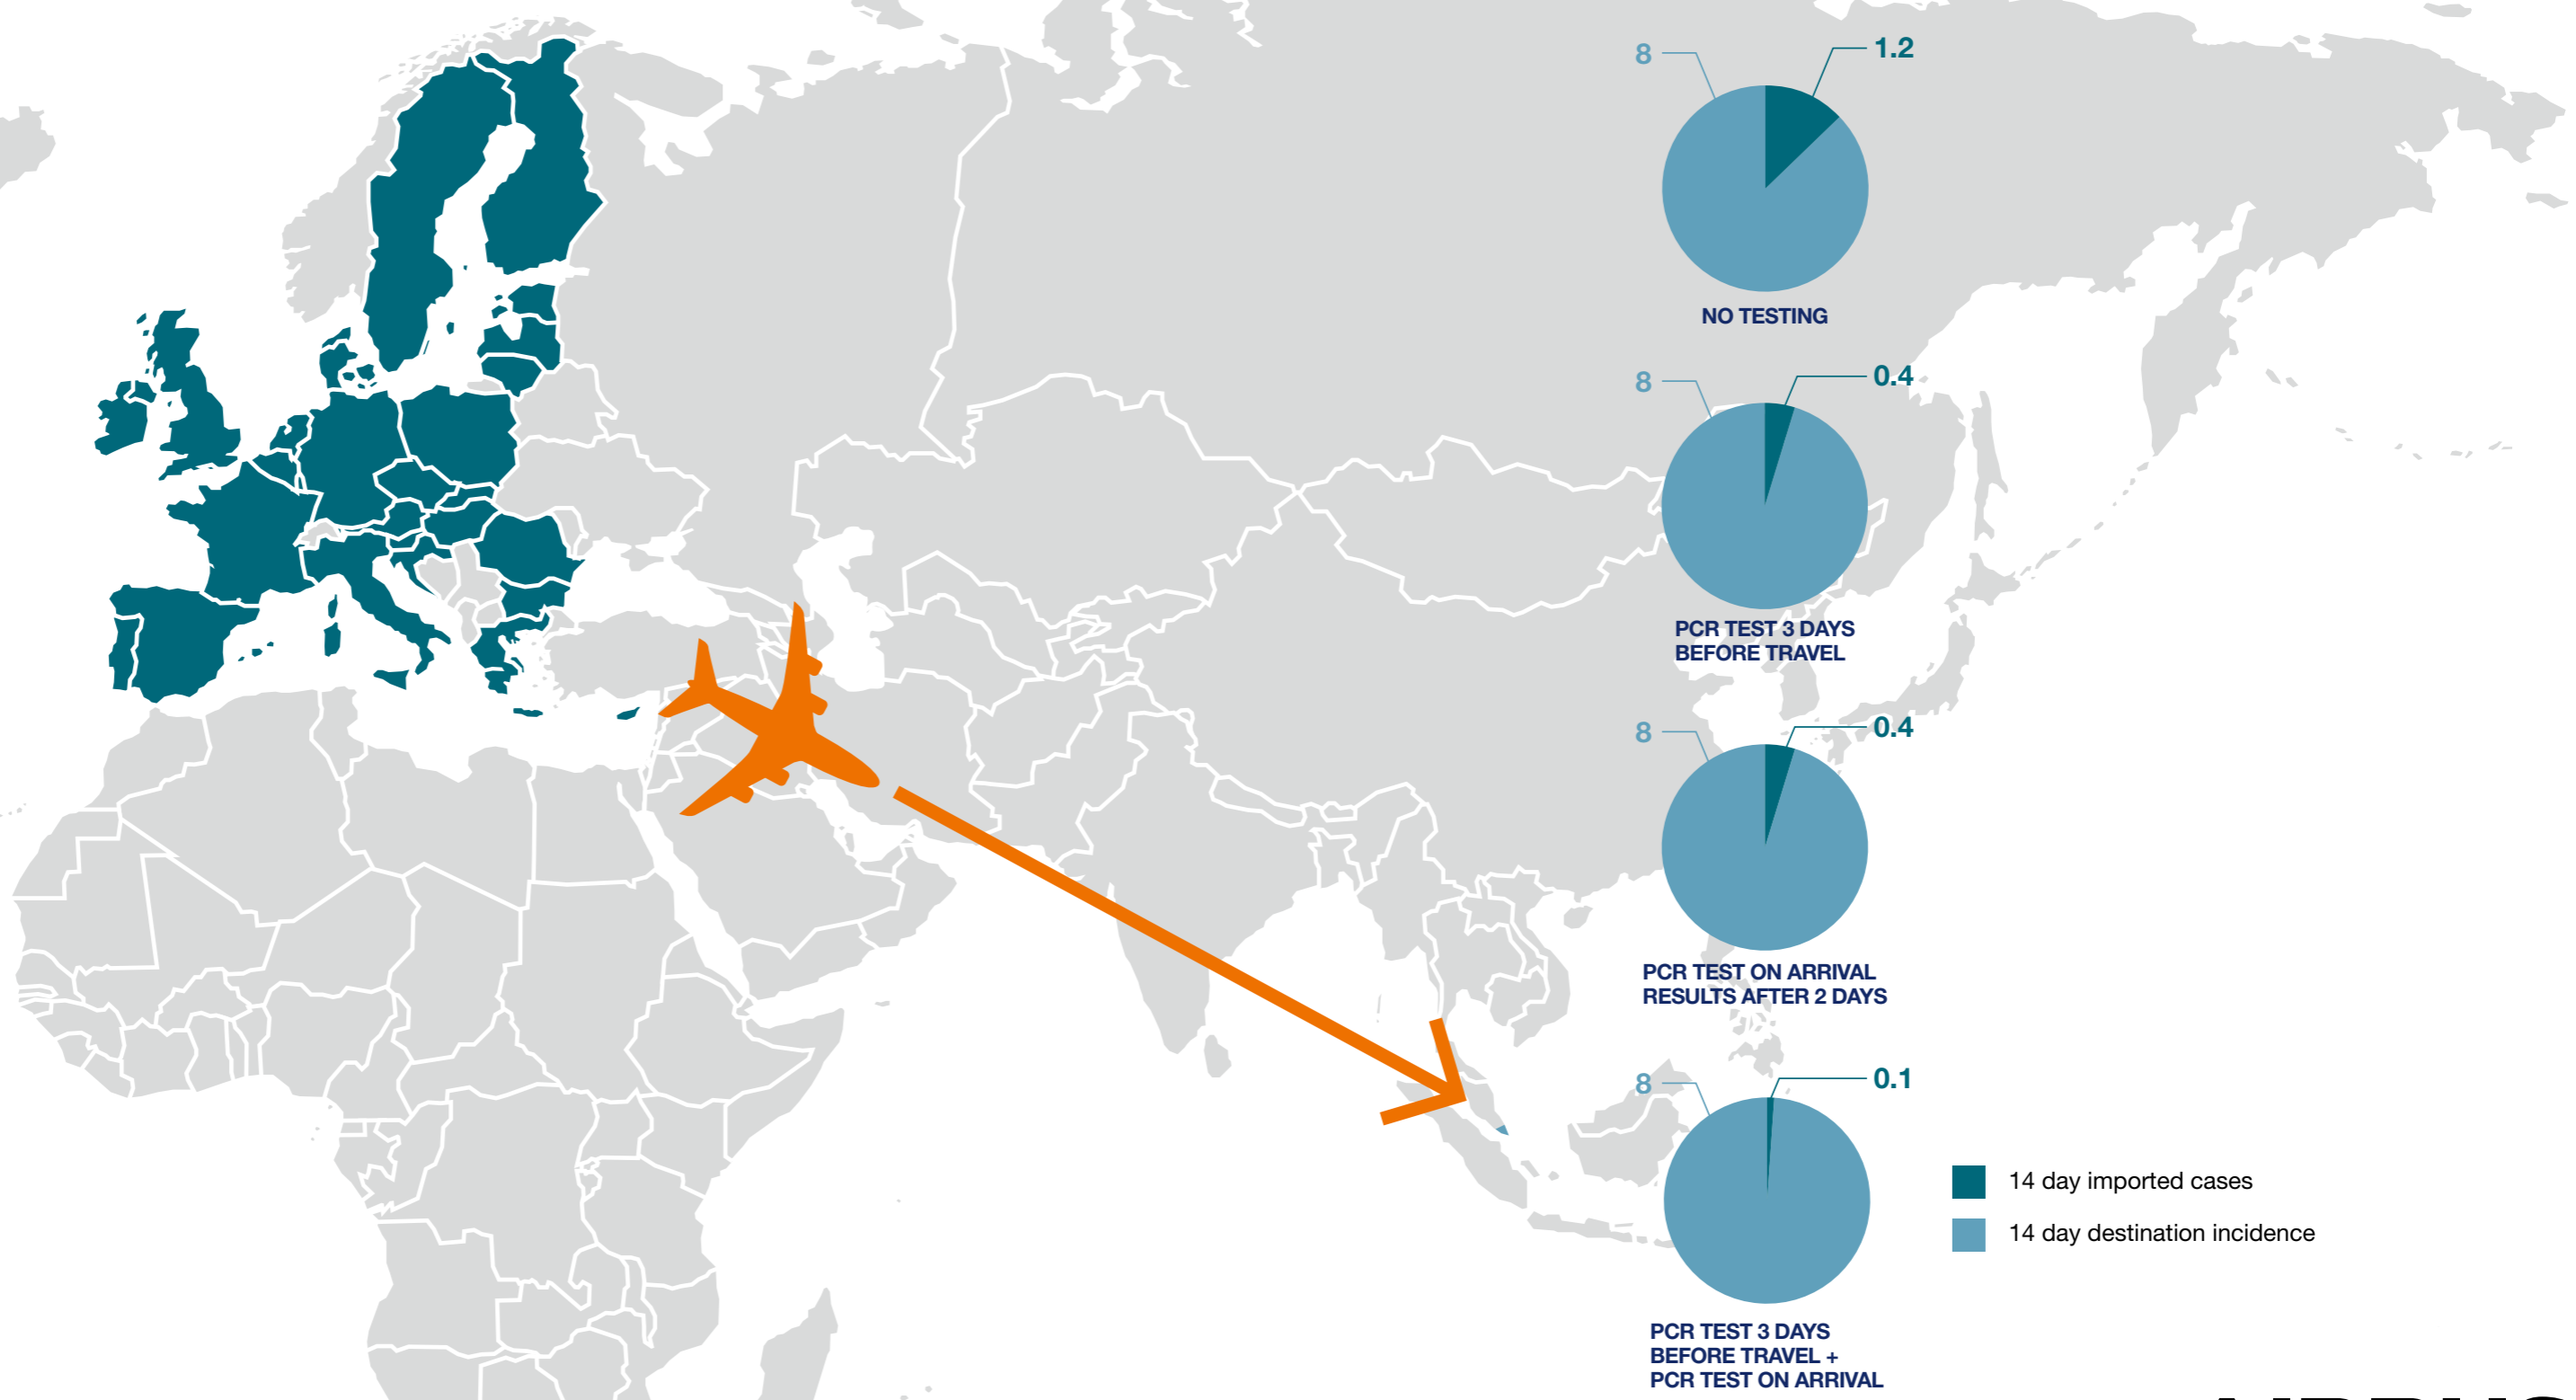 8
1.2
NO TESTING
8
0.4
PCR TEST 3 DAYS
BEFORE TRAVEL
8
0.4
PCR TEST ON ARRIVAL
RESULTS AFTER 2 DAYS
8
0.1
PCR TEST 3 DAYS
BEFORE TRAVEL +
PCR TEST ON ARRIVAL
14 day imported cases
14 day destination incidence